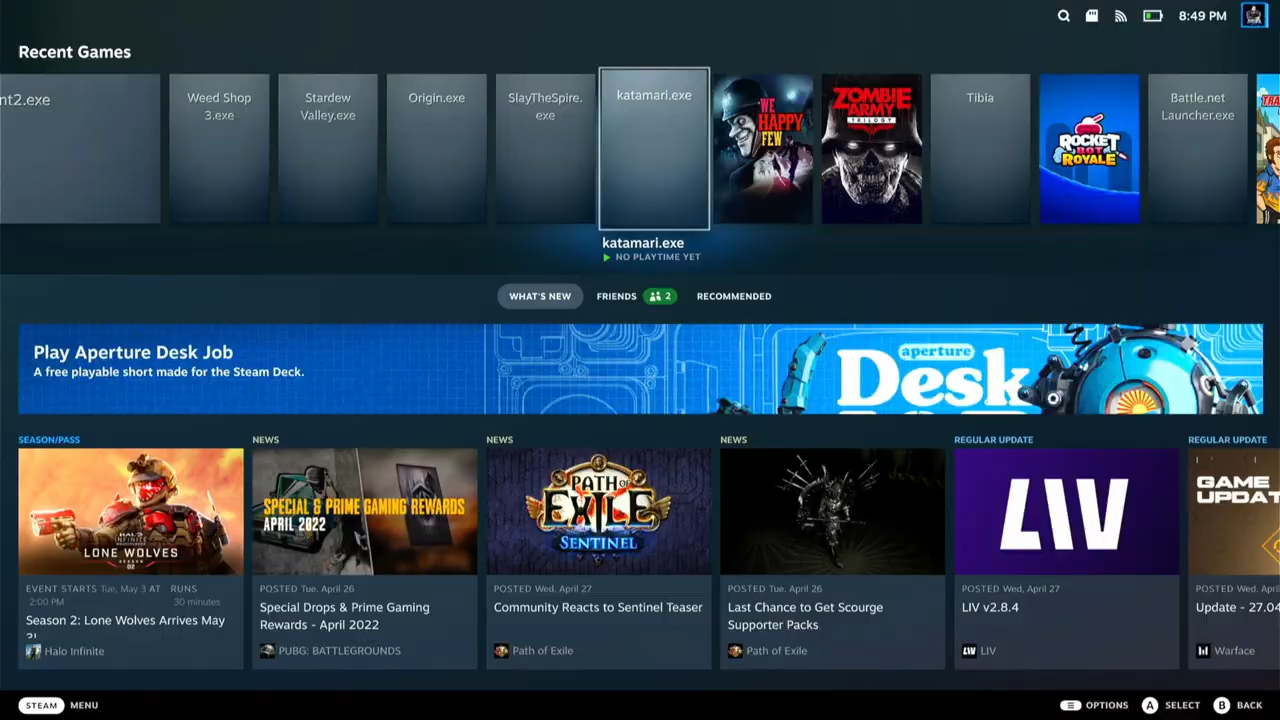 8:49 PM
Recent Games
nt2.exe
Weed Shop
3.exe
Stardew
Valley.exe
Origin.exe
SlayTheSpire.
exe
katamari.exe
WE
HAPPY
FEW
ZOMBIE
ARMY
TRILOGY
Tibia
ROCKET
BOT
ROYALE
Battle.net
Launcher.exe
TRA
katamari.exe
NO PLAYTIME YET
WHAT'S NEW
FRIENDS 2
RECOMMENDED
Play Aperture Desk Job
A free playable short made for the Steam Deck.
aperture
Desk
SEASON/PASS
HALO
INFINITE
LONE WOLVES
SEASON 02
EVENT STARTS Tue, May 3 AT RUNS
2:00 PM 30 minutes
Season 2: Lone Wolves Arrives May
3!
Halo Infinite
NEWS
SPECIAL & PRIME GAMING REWARDS
APRIL 2022
POSTED Tue. April 26
Special Drops & Prime Gaming
Rewards - April 2022
PUBG: BATTLEGROUNDS
NEWS
PATH OF
EXILE
SENTINEL
POSTED Wed. April 27
Community Reacts to Sentinel Teaser
Path of Exile
NEWS
POSTED Tue. April 26
Last Chance to Get Scourge
Supporter Packs
Path of Exile
REGULAR UPDATE
LIV
POSTED Wed, April 27
LIV v2.8.4
LIV LIV
REGULAR UPDATE
GAME
UPDAT
POSTED Wed. April
Update - 27.04
Warface
STEAM MENU
OPTIONS
A SELECT
B BACK